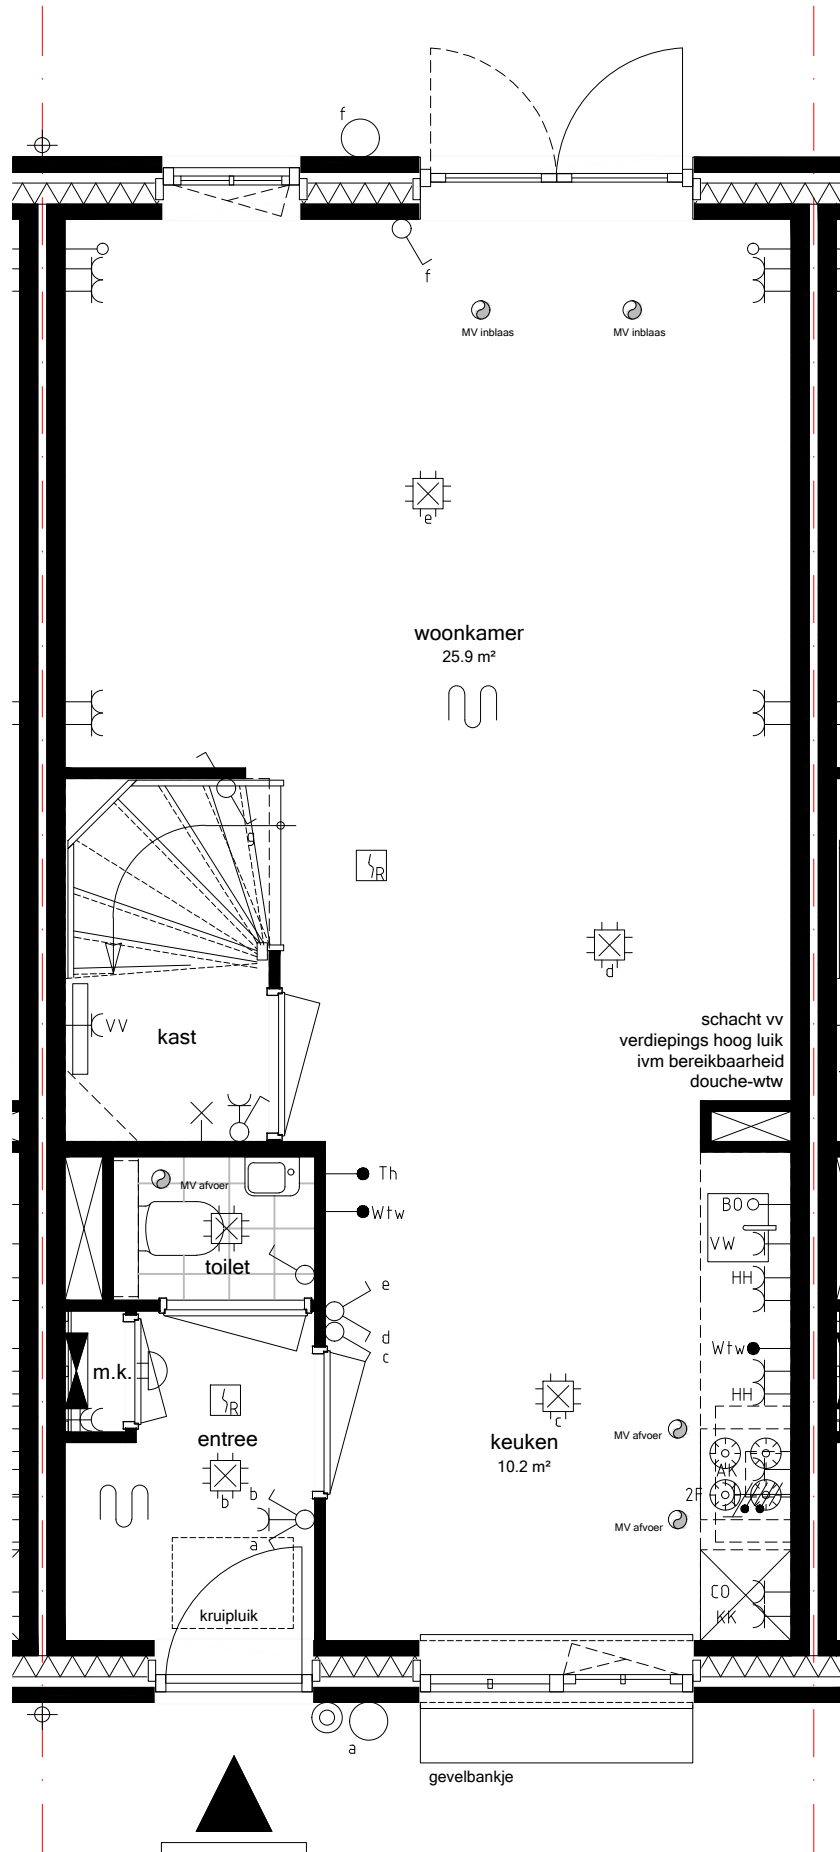 f
f
MV inblaas
MV inblaas
e
woonkamer
25.9 m²
g
R
d
schacht vv
verdiepings hoog luik
ivm bereikbaarheid
douche-wtw
VV
kast
Th
MV afvoer
Wtw
BO
VW
toilet
HH
e
d
c
Wtw
m.k.
HH
R
c
entree
keuken
10.2 m²
MV afvoer
AK
2F
b
b
a
MV afvoer
CO
KK
kruipluik
a
gevelbankje